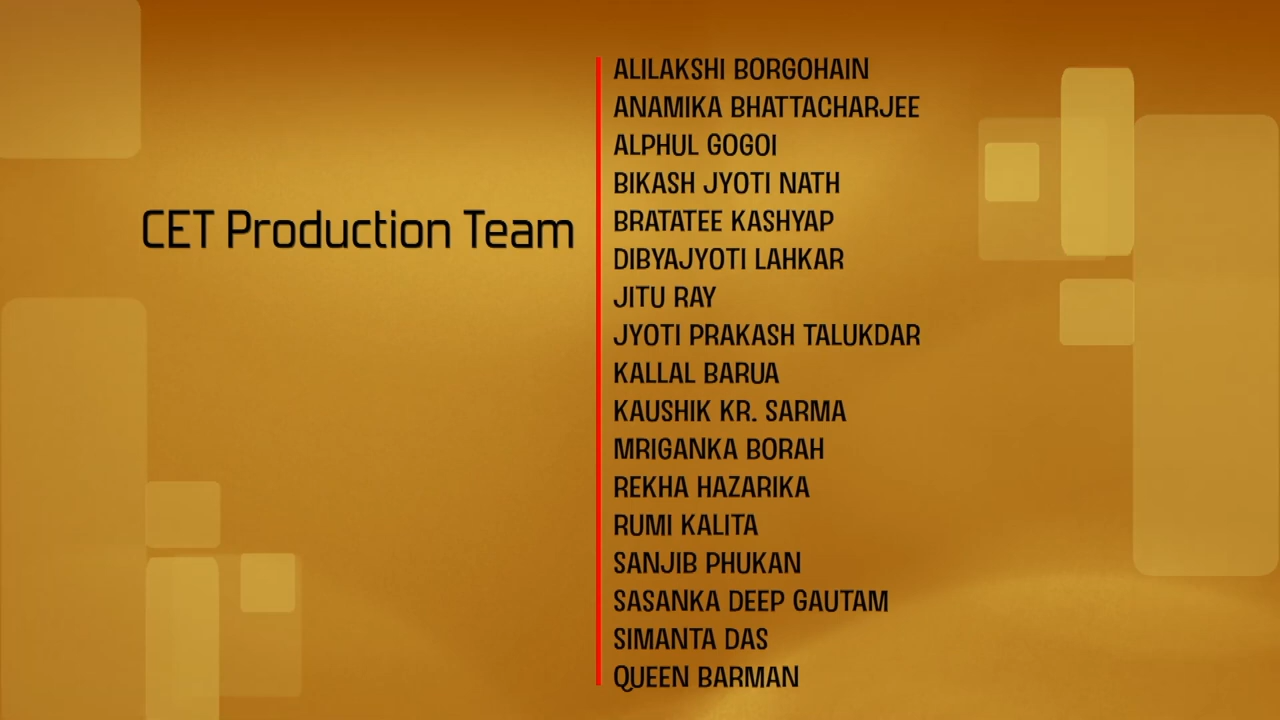 CET Production Team
ALILAKSHI BORGOHAIN
ANAMIKA BHATTACHARJEE
ALPHUL GOGOI
BIKASH JYOTI NATH
BRATATEE KASHYAP
DIBYAJYOTI LAHKAR
JITU RAY
JYOTI PRAKASH TALUKDAR
KALLAL BARUA
KAUSHIK KR. SARMA
MRIGANKA BORAH
REKHA HAZARIKA
RUMI KALITA
SANJIB PHUKAN
SASANKA DEEP GAUTAM
SIMANTA DAS
QUEEN BARMAN